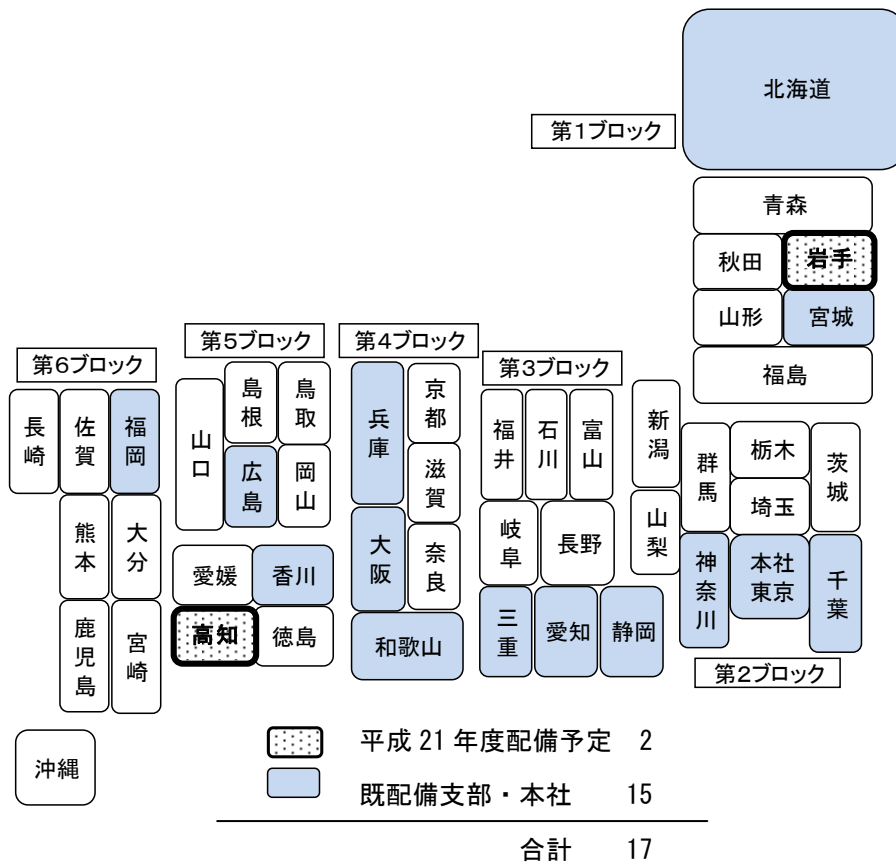 北海道
第1ブロック
青森
秋田
岩手
山形
宮城
福島
第6ブロック
長崎
佐賀
福岡
熊本
大分
鹿児島
宮崎
沖縄
第5ブロック
山口
島根
鳥取
広島
岡山
愛媛
香川
高知
徳島
第4ブロック
兵庫
京都
滋賀
大阪
奈良
和歌山
第3ブロック
福井
石川
富山
岐阜
長野
三重
愛知
静岡
新潟
山梨
群馬
栃木
茨城
埼玉
神奈川
本社
東京
千葉
第2ブロック
平成21年度配備予定 2
既配備支部・本社 15
合計 17